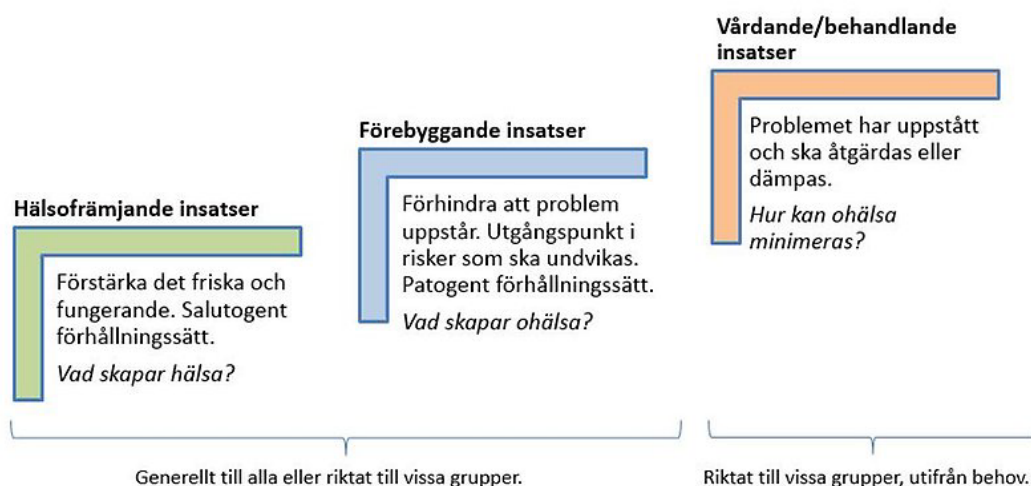 Hälsofrämjande insatser
Förstärka det friska och
fungerande. Salutogent
förhållningssätt.
Vad skapar hälsa?
Förebyggande insatser
Förhindra att problem
uppstår. Utgångspunkt i
risker som ska undvikas.
Patogent förhållningssätt.
Vad skapar ohälsa?
Vårdande/behandlande
insatser
Problemet har uppstått
och ska åtgärdas eller
dämpas.
Hur kan ohälsa
minimeras?
Generellt till alla eller riktat till vissa grupper.
Riktat till vissa grupper, utifrån behov.